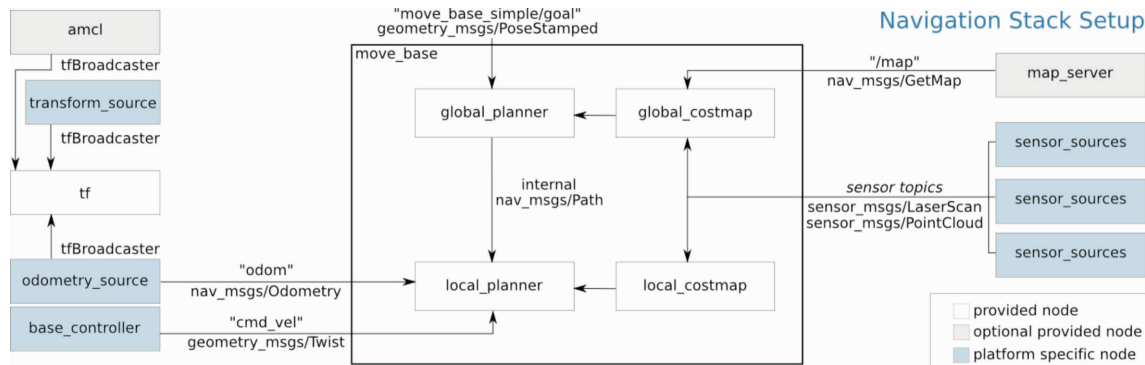 Navigation Stack Setup
"move_base_simple/goal"
geometry_msgs/PoseStamped
amcl
tfBroadcaster
transform_source
tfBroadcaster
tf
tfBroadcaster
odometry_source
base_controller
move_base
"/map"
nav_msgs/GetMap
map_server
global_planner
global_costmap
internal
nav_msgs/Path
sensor topics
sensor_msgs/LaserScan
sensor_msgs/PointCloud
sensor_sources
sensor_sources
sensor_sources
"odom"
nav_msgs/Odometry
local_planner
local_costmap
"cmd_vel"
geometry_msgs/Twist
provided node
optional provided node
platform specific node